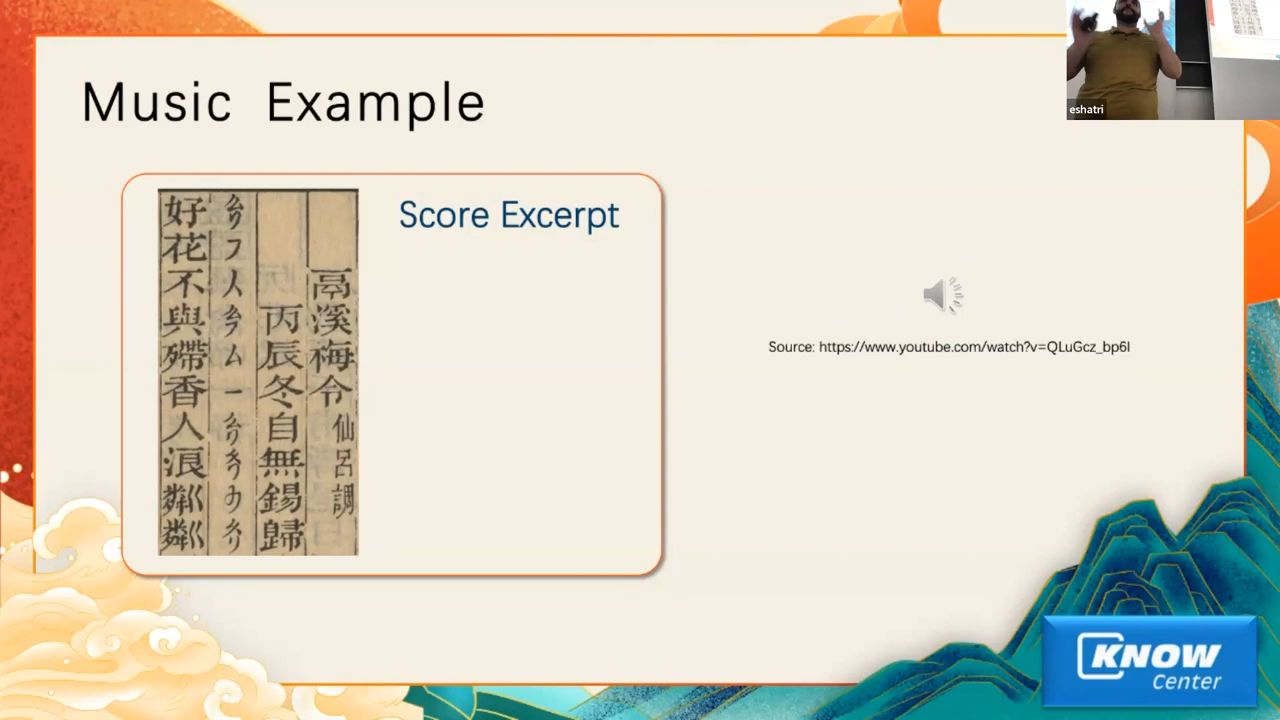 eshatri
Music Example
Score Excerpt
鬲溪梅令 仙呂調
丙辰冬自無錫歸
好花不與殢香人浪粼粼
Source: https://www.youtube.com/watch?v=QLuGcz_bp6I
KNOW
Center